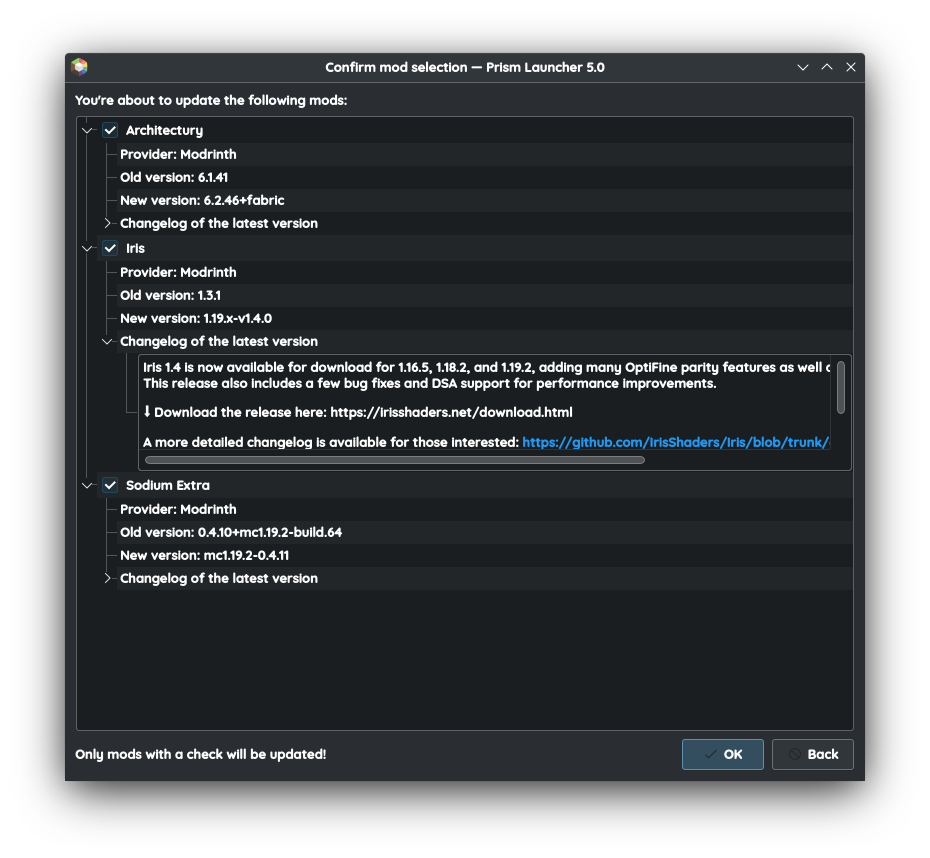 Confirm mod selection — Prism Launcher 5.0
You're about to update the following mods:
Architectury
Provider: Modrinth
Old version: 6.1.41
New version: 6.2.46+fabric
Changelog of the latest version
Iris
Provider: Modrinth
Old version: 1.3.1
New version: 1.19.x-v1.4.0
Changelog of the latest version
Iris 1.4 is now available for download for 1.16.5, 1.18.2, and 1.19.2, adding many OptiFine parity features as well
This release also includes a few bug fixes and DSA support for performance improvements.
⬇ Download the release here: https://irisshaders.net/download.html
A more detailed changelog is available for those interested: https://github.com/IrisShaders/Iris/blob/trunk/
Sodium Extra
Provider: Modrinth
Old version: 0.4.10+mc1.19.2-build.64
New version: mc1.19.2-0.4.11
Changelog of the latest version
Only mods with a check will be updated!
OK
Back